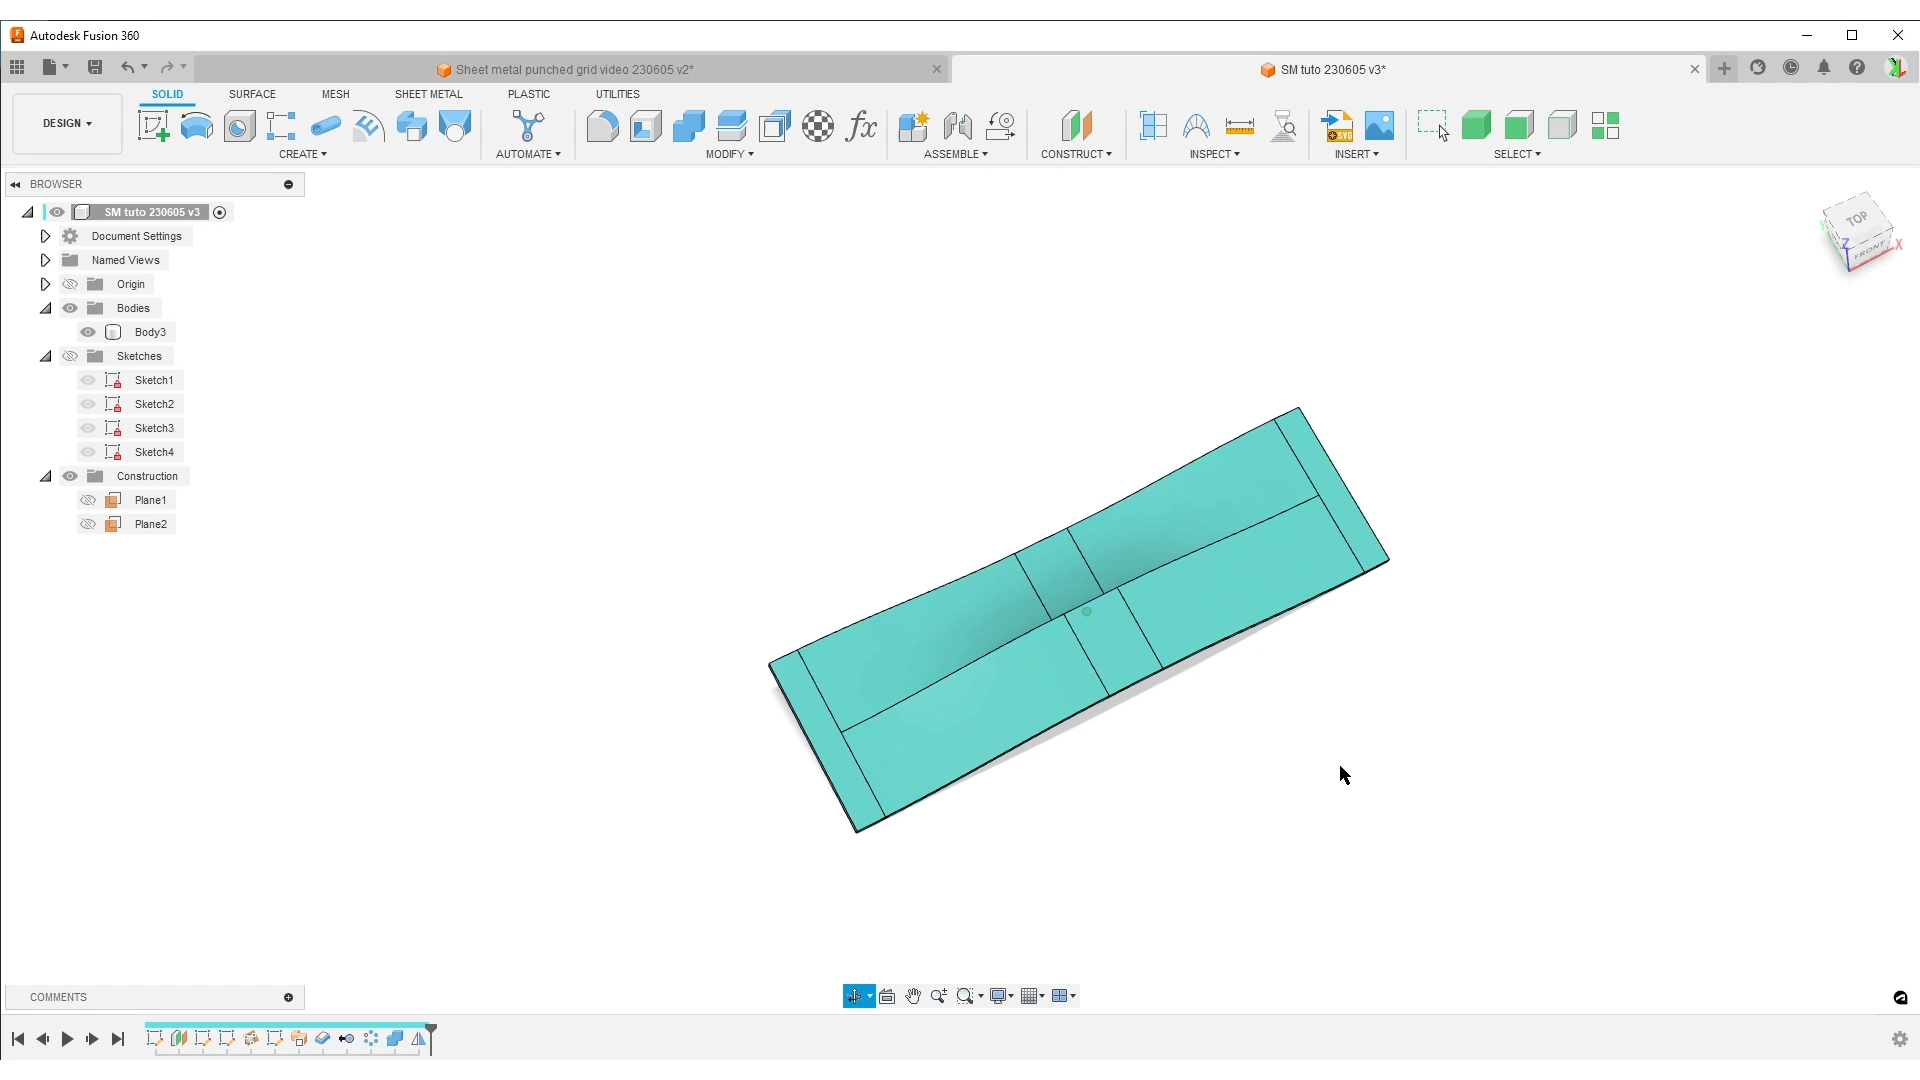 Autodesk Fusion 360
Sheet metal punched grid video 230605 v2*
SM tuto 230605 v3*
SOLID SURFACE MESH SHEET METAL PLASTIC UTILITIES
DESIGN
CREATE AUTOMATE MODIFY ASSEMBLE CONSTRUCT INSPECT INSERT SELECT
fx
SVG
BROWSER
SM tuto 230605 v3
Document Settings
Named Views
Origin
Bodies
Body3
Sketches
Sketch1
Sketch2
Sketch3
Sketch4
Construction
Plane1
Plane2
TOP
FRONT
X
Y
Z
COMMENTS